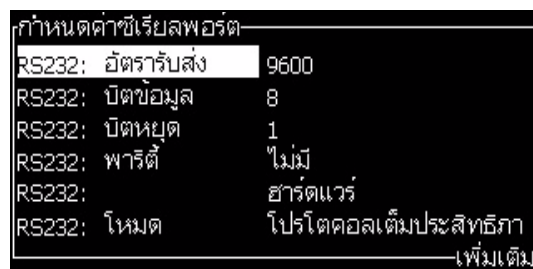 กำหนดค่าซีเรียลพอร์ต
RS232: อัตรารับส่ง 9600
RS232: บิตข้อมูล 8
RS232: บิตหยุด 1
RS232: พาริตี้ ไม่มี
RS232: ฮาร์ดแวร์
RS232: โหมด โปรโตคอลเต็มประสิทธิภา
เพิ่มเติม